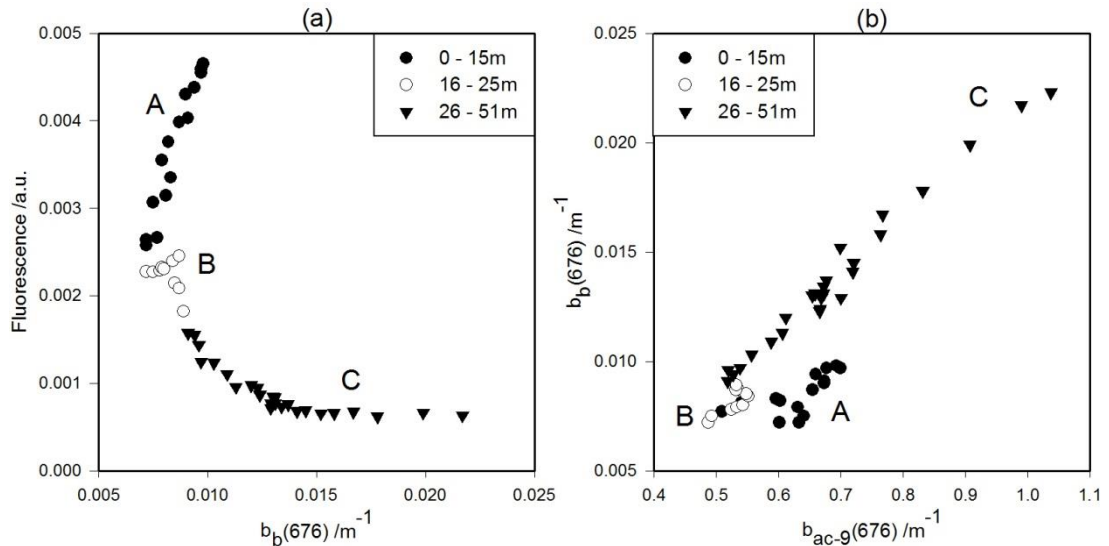 (a)
0 - 15m
16 - 25m
26 - 51m
A
B
C
0.005
0.004
0.003
0.002
0.001
0.000
Fluorescence /a.u.
0.005 0.010 0.015 0.020 0.025
b_b(676) /m⁻¹
(b)
0 - 15m
16 - 25m
26 - 51m
C
B
A
0.025
0.020
0.015
0.010
0.005
b_b(676) /m⁻¹
0.4 0.5 0.6 0.7 0.8 0.9 1.0 1.1
b_ac-9(676) /m⁻¹